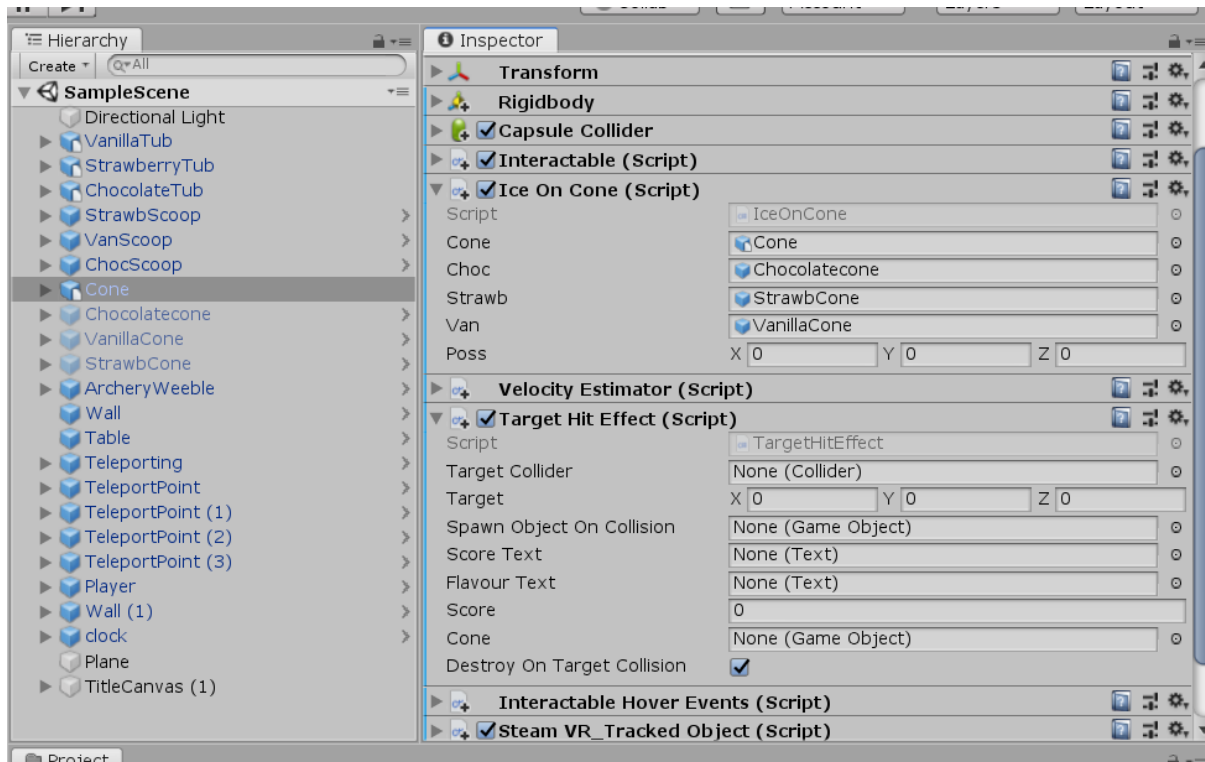 Hierarchy
Create
All
SampleScene
Directional Light
VanillaTub
StrawberryTub
ChocolateTub
StrawbScoop
VanScoop
ChocScoop
Cone
Chocolatecone
VanillaCone
StrawbCone
ArcheryWeeble
Wall
Table
Teleporting
TeleportPoint
TeleportPoint (1)
TeleportPoint (2)
TeleportPoint (3)
Player
Wall (1)
clock
Plane
TitleCanvas (1)
Inspector
Transform
Rigidbody
Capsule Collider
Interactable (Script)
Ice On Cone (Script)
Script IceOnCone
Cone Cone
Choc Chocolatecone
Strawb StrawbCone
Van VanillaCone
Poss X 0 Y 0 Z 0
Velocity Estimator (Script)
Target Hit Effect (Script)
Script TargetHitEffect
Target Collider None (Collider)
Target X 0 Y 0 Z 0
Spawn Object On Collision None (Game Object)
Score Text None (Text)
Flavour Text None (Text)
Score 0
Cone None (Game Object)
Destroy On Target Collision
Interactable Hover Events (Script)
Steam VR_Tracked Object (Script)
Project